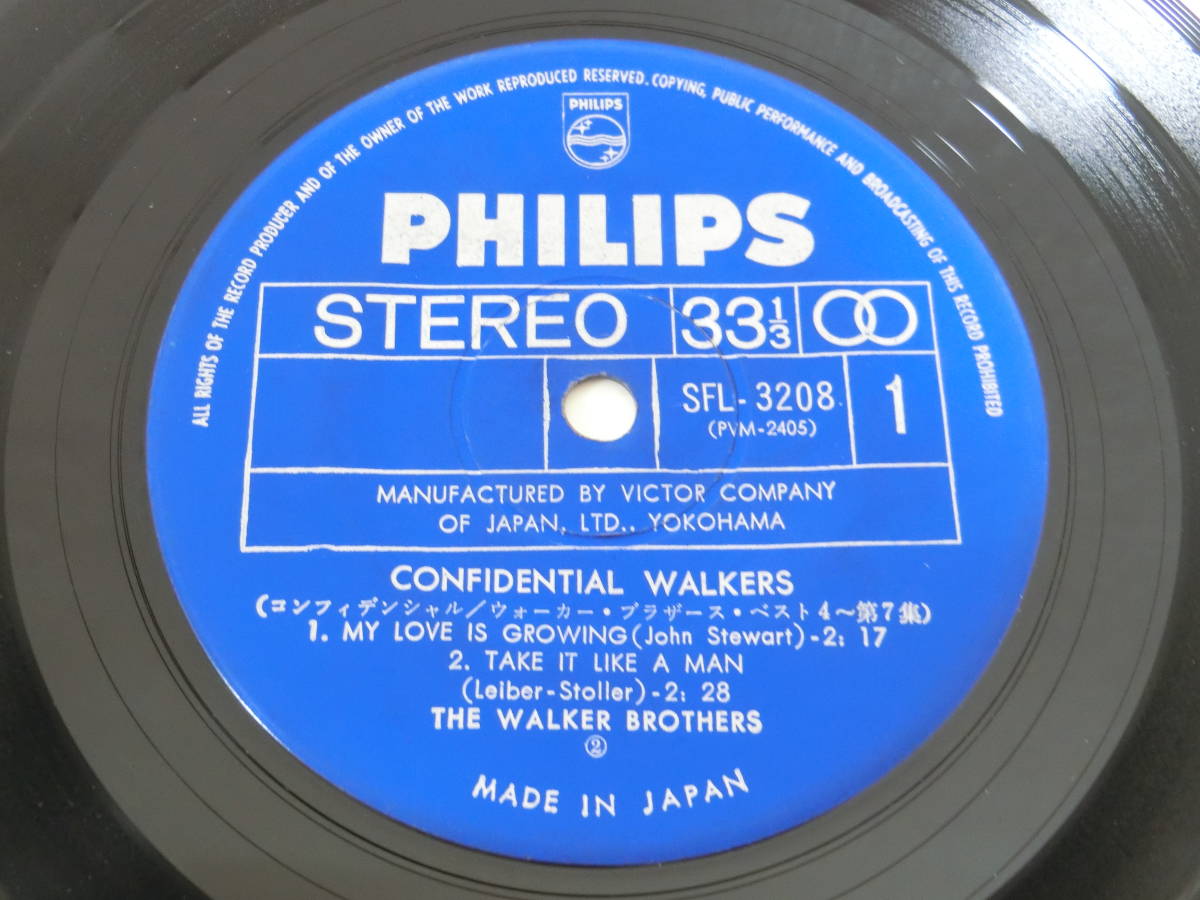 ALL RIGHTS OF THE RECORD PRODUCER AND OF THE OWNER OF THE WORK REPRODUCED RESERVED. COPYING, PUBLIC PERFORMANCE AND BROADCASTING OF THIS RECORD PROHIBITED
PHILIPS
PHILIPS
STEREO 33 1/3
SFL-3208 1
(PVM-2405)
MANUFACTURED BY VICTOR COMPANY
OF JAPAN, LTD., YOKOHAMA
CONFIDENTIAL WALKERS
(コンフィデンシャル/ウォーカー・ブラザース・ベスト4〜第7集)
1. MY LOVE IS GROWING (John Stewart)-2: 17
2. TAKE IT LIKE A MAN
(Leiber-Stoller)-2: 28
THE WALKER BROTHERS
②
MADE IN JAPAN